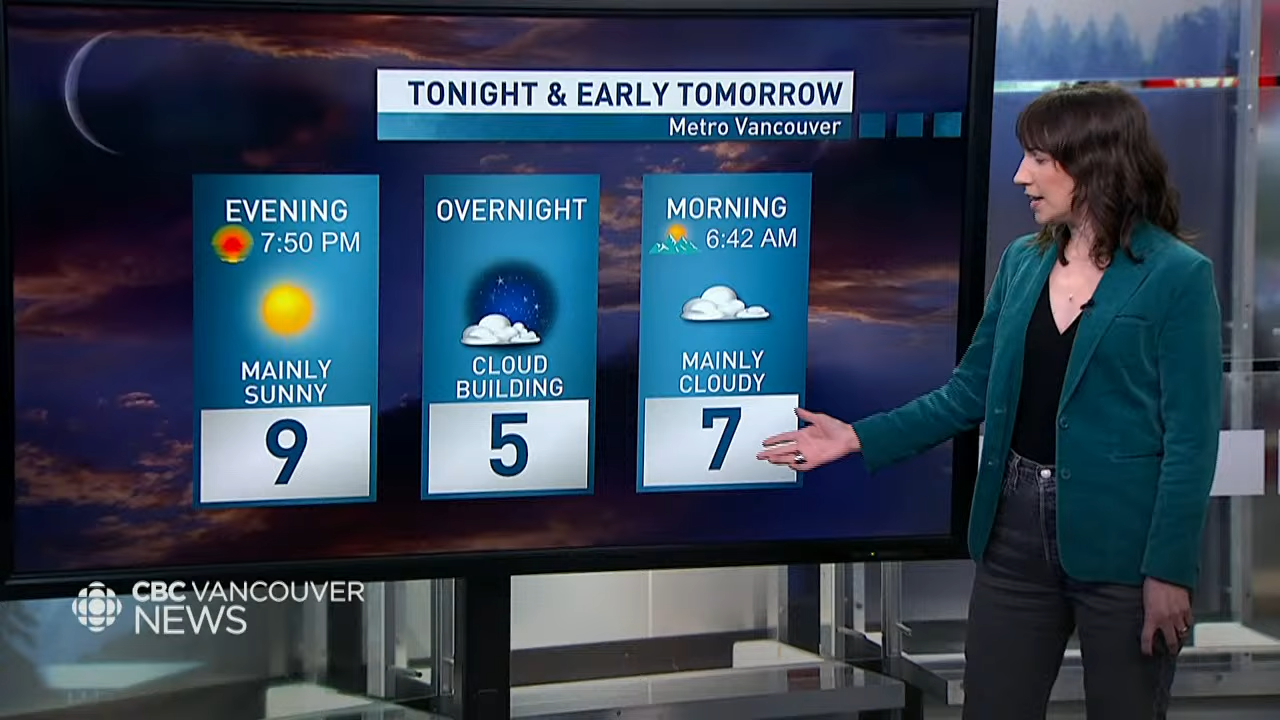 TONIGHT & EARLY TOMORROW
Metro Vancouver
EVENING
7:50 PM
MAINLY
SUNNY
9
OVERNIGHT
CLOUD
BUILDING
5
MORNING
6:42 AM
MAINLY
CLOUDY
7
CBC VANCOUVER
NEWS